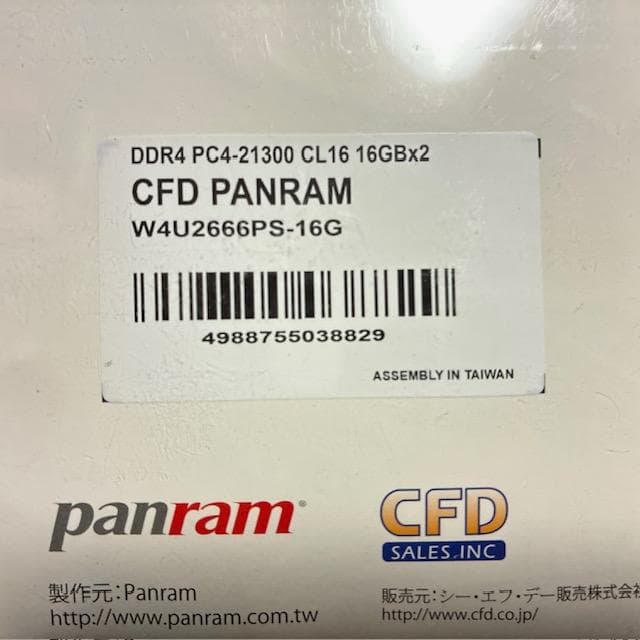 DDR4 PC4-21300 CL16 16GBx2
CFD PANRAM
W4U2666PS-16G
4988755038829
ASSEMBLY IN TAIWAN
panram®
CFD
SALES.INC
製作元:Panram
http://www.panram.com.tw
販売元:シー・エフ・デー販売株式会社
http://www.cfd.co.jp/